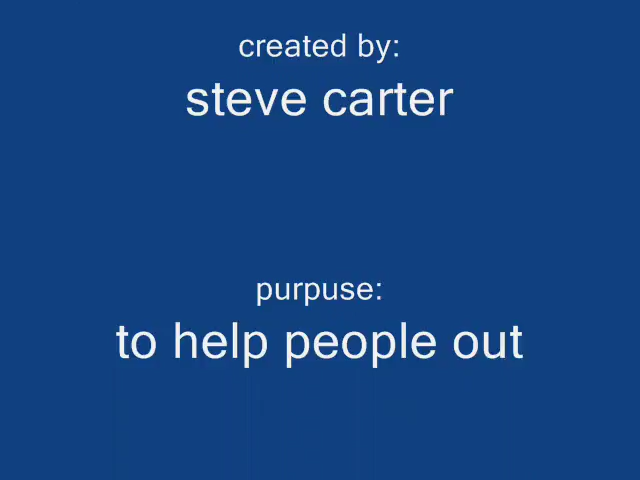 created by:
steve carter
purpuse:
to help people out